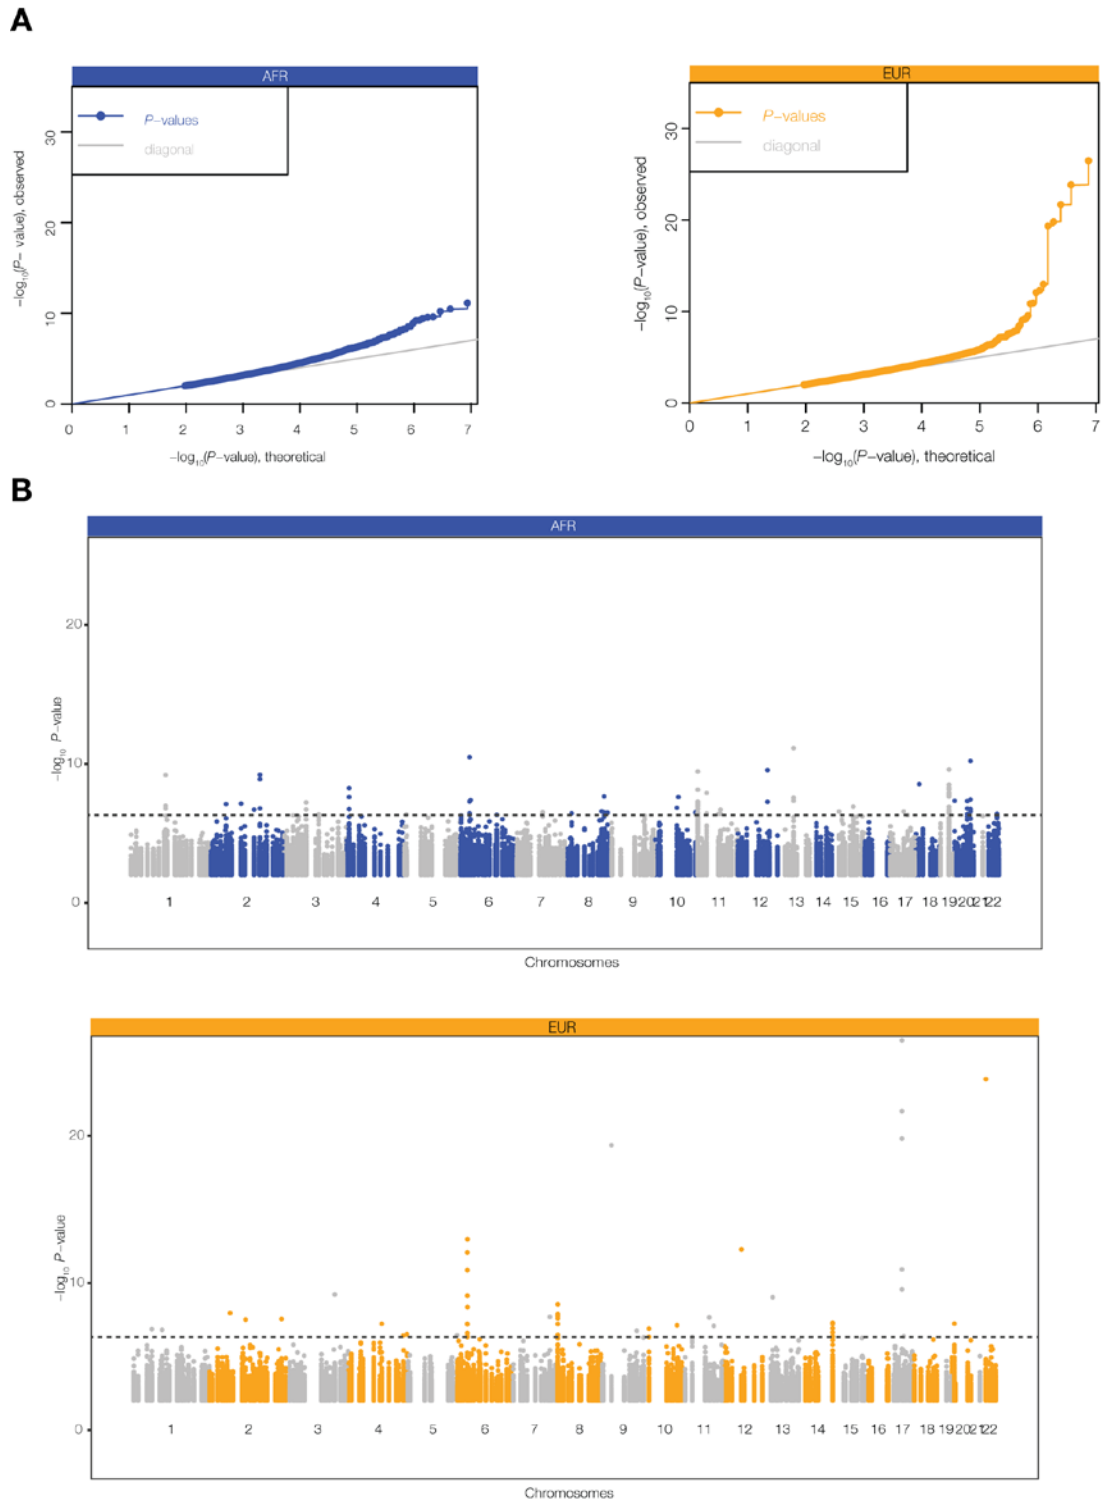 A
AFR
P-values
diagonal
30
20
10
0
-log10(P- value), observed
0 1 2 3 4 5 6 7
-log10(P-value), theoretical
EUR
P-values
diagonal
30
20
10
0
-log10(P-value), observed
0 1 2 3 4 5 6 7
-log10(P-value), theoretical
B
AFR
20
10
0
-log10 P-value
1 2 3 4 5 6 7 8 9 10 11 12 13 14 15 16 17 18 19 20 21 22
Chromosomes
EUR
20
10
0
-log10 P-value
1 2 3 4 5 6 7 8 9 10 11 12 13 14 15 16 17 18 19 20 21 22
Chromosomes